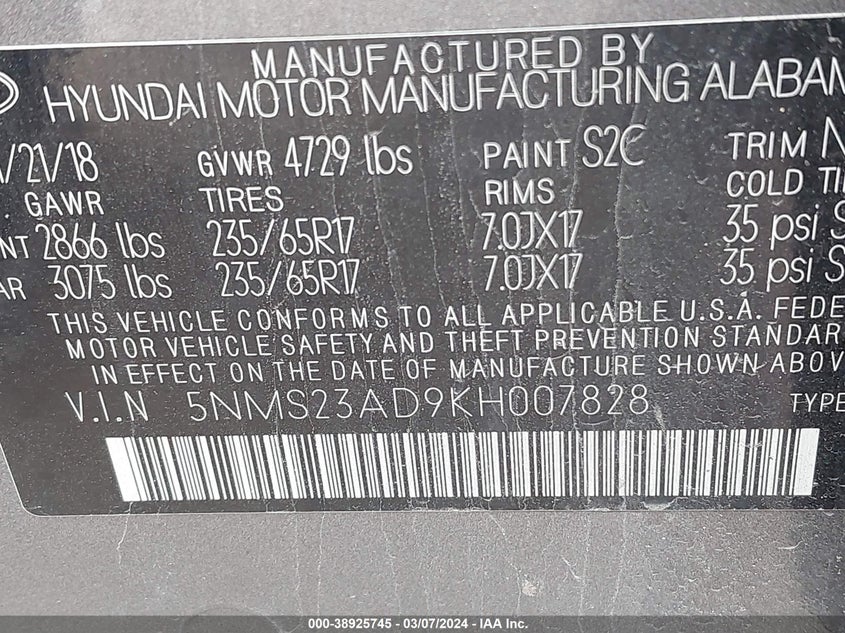 MANUFACTURED BY
HYUNDAI MOTOR MANUFACTURING ALABAM
/21/18 GVWR 4729 lbs PAINT S2C TRIM N
GAWR TIRES RIMS COLD TI
NT 2866 lbs 235/65R17 7.0JX17 35 psi S
AR 3075 lbs 235/65R17 7.0JX17 35 psi S
THIS VEHICLE CONFORMS TO ALL APPLICABLE U.S.A. FEDE
MOTOR VEHICLE SAFETY AND THEFT PREVENTION STANDAR
IN EFFECT ON THE DATE OF MANUFACTURE SHOWN ABOV
V.I.N 5NMS23AD9KH007828 TYPE
000-38925745 - 03/07/2024 - IAA Inc.